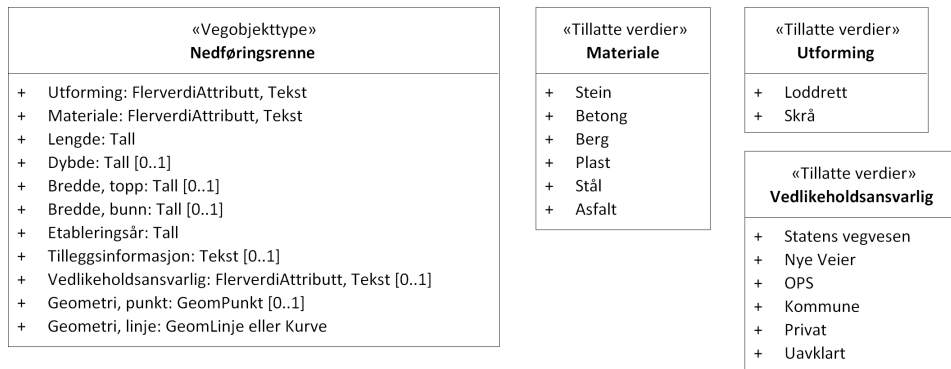 «Vegobjekttype»
Nedføringsrenne
+ Utforming: FlerverdiAttributt, Tekst
+ Materiale: FlerverdiAttributt, Tekst
+ Lengde: Tall
+ Dybde: Tall [0..1]
+ Bredde, topp: Tall [0..1]
+ Bredde, bunn: Tall [0..1]
+ Etableringsår: Tall
+ Tilleggsinformasjon: Tekst [0..1]
+ Vedlikeholdsansvarlig: FlerverdiAttributt, Tekst [0..1]
+ Geometri, punkt: GeomPunkt [0..1]
+ Geometri, linje: GeomLinje eller Kurve
«Tillatte verdier»
Materiale
+ Stein
+ Betong
+ Berg
+ Plast
+ Stål
+ Asfalt
«Tillatte verdier»
Utforming
+ Loddrett
+ Skrå
«Tillatte verdier»
Vedlikeholdsansvarlig
+ Statens vegvesen
+ Nye Veier
+ OPS
+ Kommune
+ Privat
+ Uavklart